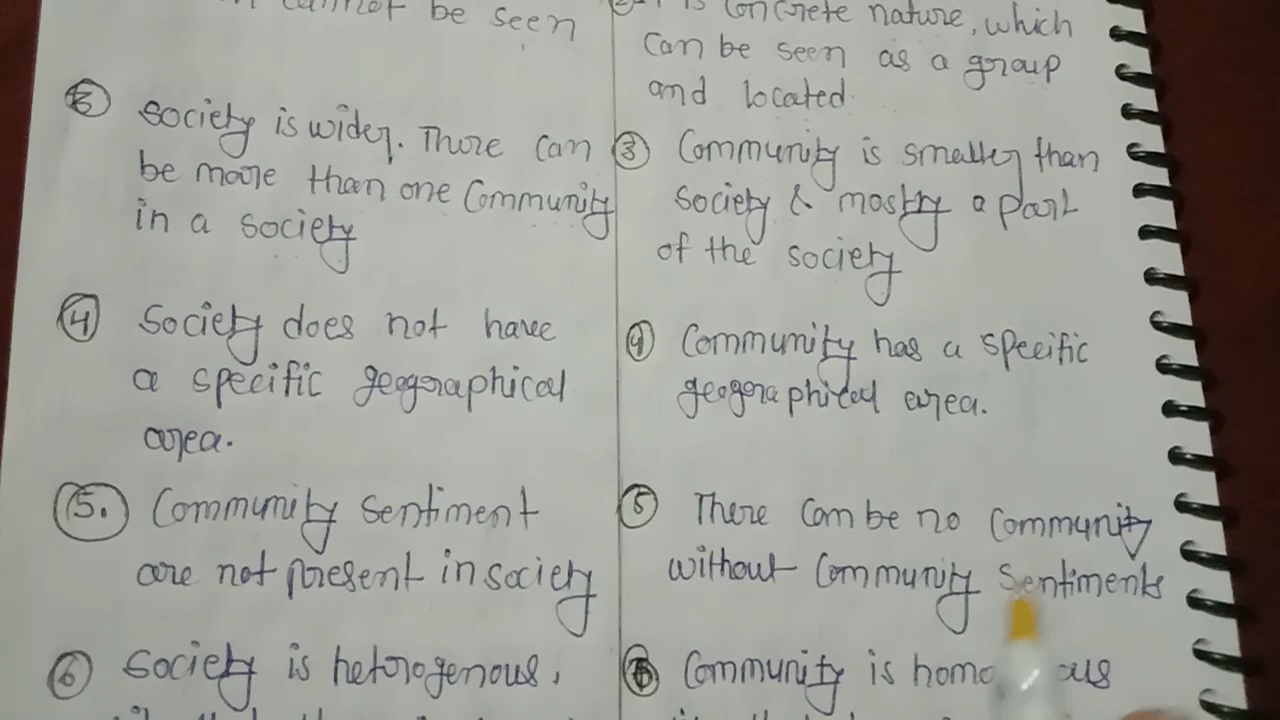 cannot be seen
③ Society is wider. There can
be more than one Community
in a society
④ Society does not have
a specific geographical
area.
5. Community sentiment
are not present in society
⑥ Society is heterogenous,
is concrete nature, which
can be seen as a group
and located.
③ Community is smaller than
society & mostly a part
of the society
④ Community has a specific
geographical area.
⑤ There can be no Community
without Community Sentiments
Community is